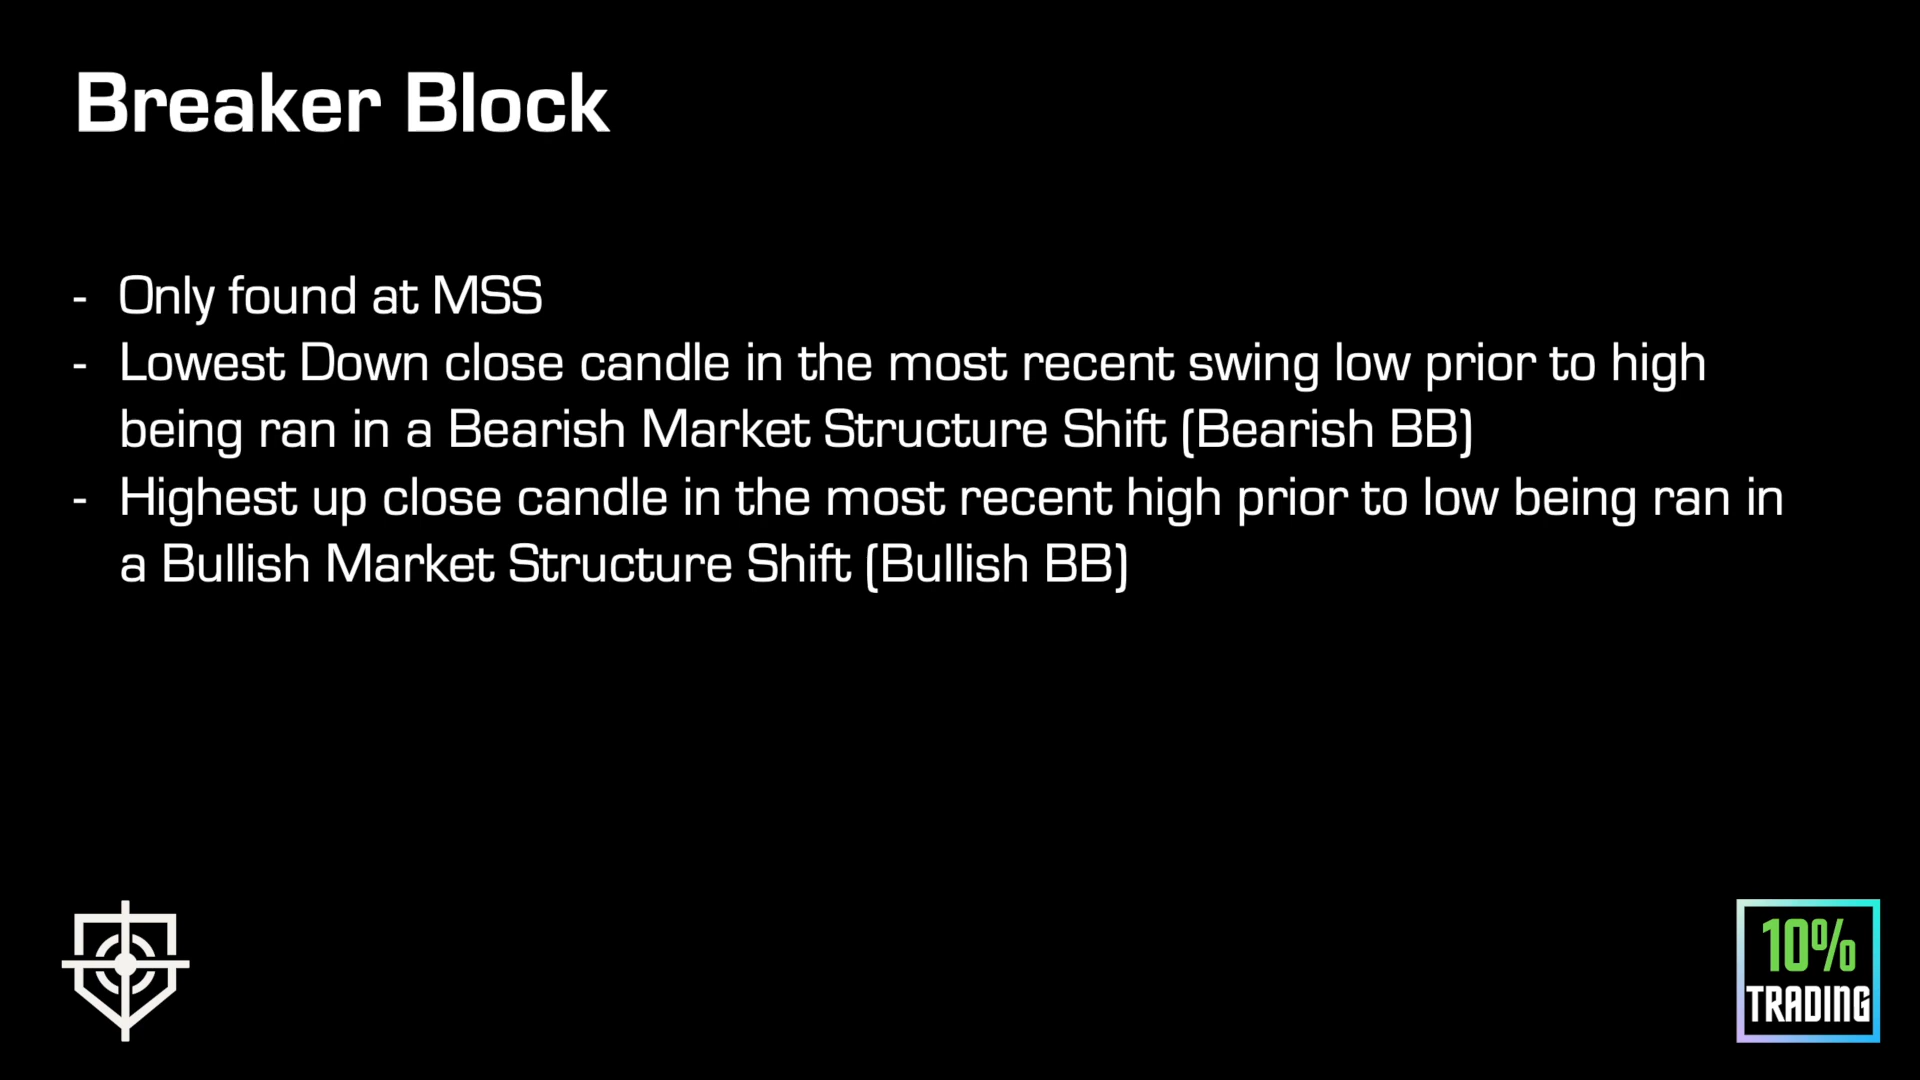 Breaker Block
- Only found at MSS
- Lowest Down close candle in the most recent swing low prior to high
being ran in a Bearish Market Structure Shift (Bearish BB)
- Highest up close candle in the most recent high prior to low being ran in
a Bullish Market Structure Shift (Bullish BB)
10%
TRADING